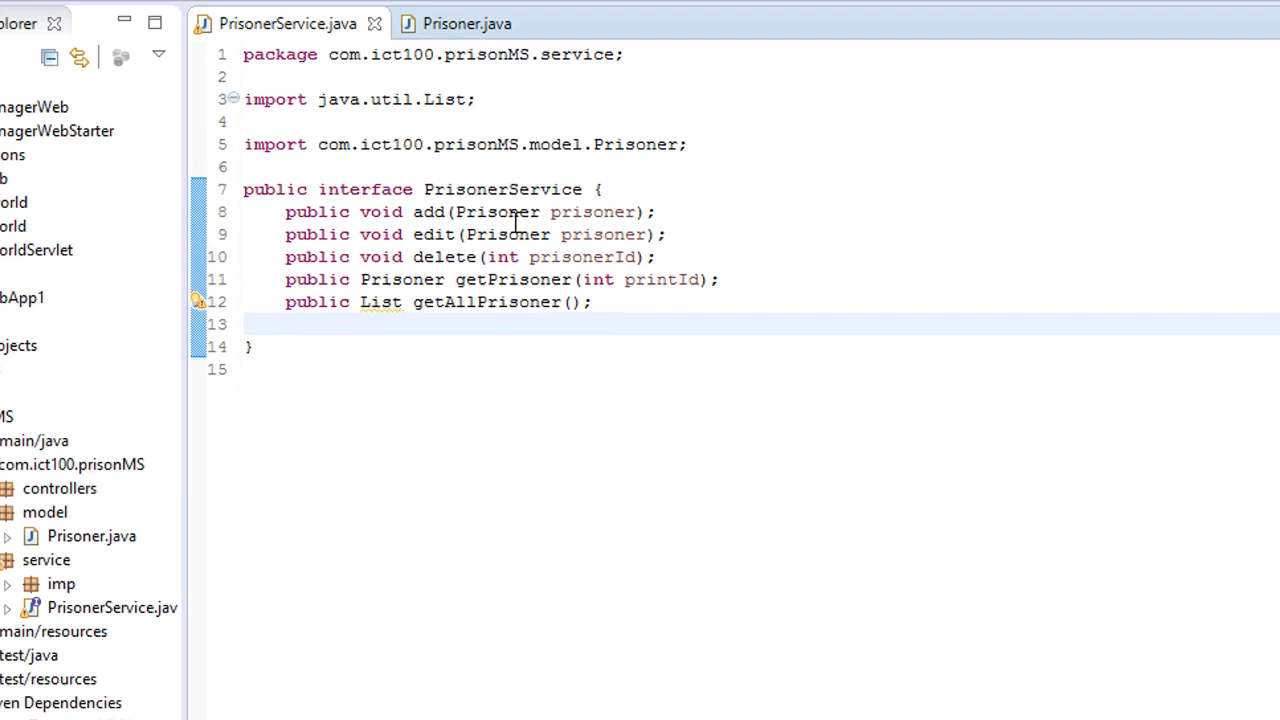 plorer
PrisonerService.java
Prisoner.java
nagerWeb
nagerWebStarter
ons
b
orld
orld
orldServlet
bApp1
ojects
MS
main/java
com.ict100.prisonMS
controllers
model
Prisoner.java
service
imp
PrisonerService.jav
main/resources
test/java
test/resources
ven Dependencies
1 package com.ict100.prisonMS.service;
2
3 import java.util.List;
4
5 import com.ict100.prisonMS.model.Prisoner;
6
7 public interface PrisonerService {
8 public void add(Prisoner prisoner);
9 public void edit(Prisoner prisoner);
10 public void delete(int prisonerId);
11 public Prisoner getPrisoner(int printId);
12 public List getAllPrisoner();
13
14 }
15